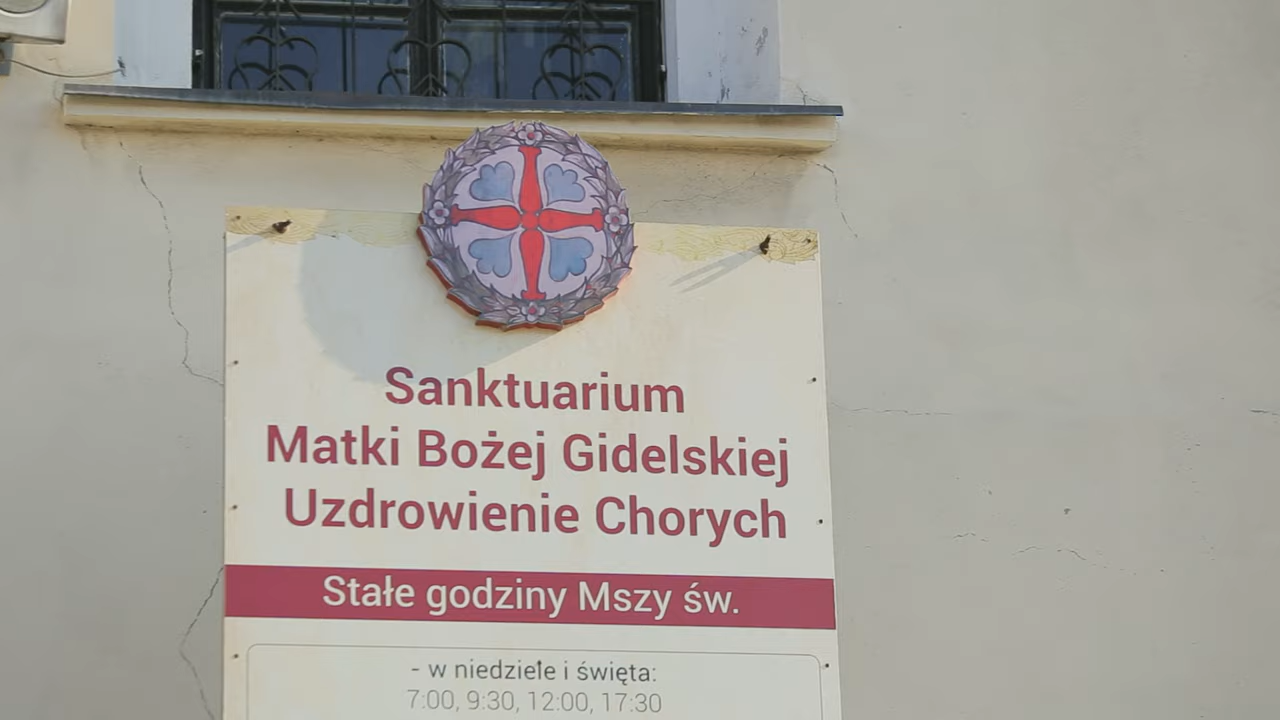 Sanktuarium
Matki Bożej Gidelskiej
Uzdrowienie Chorych
Stałe godziny Mszy św.
- w niedziele i święta:
7:00, 9:30, 12:00, 17:30